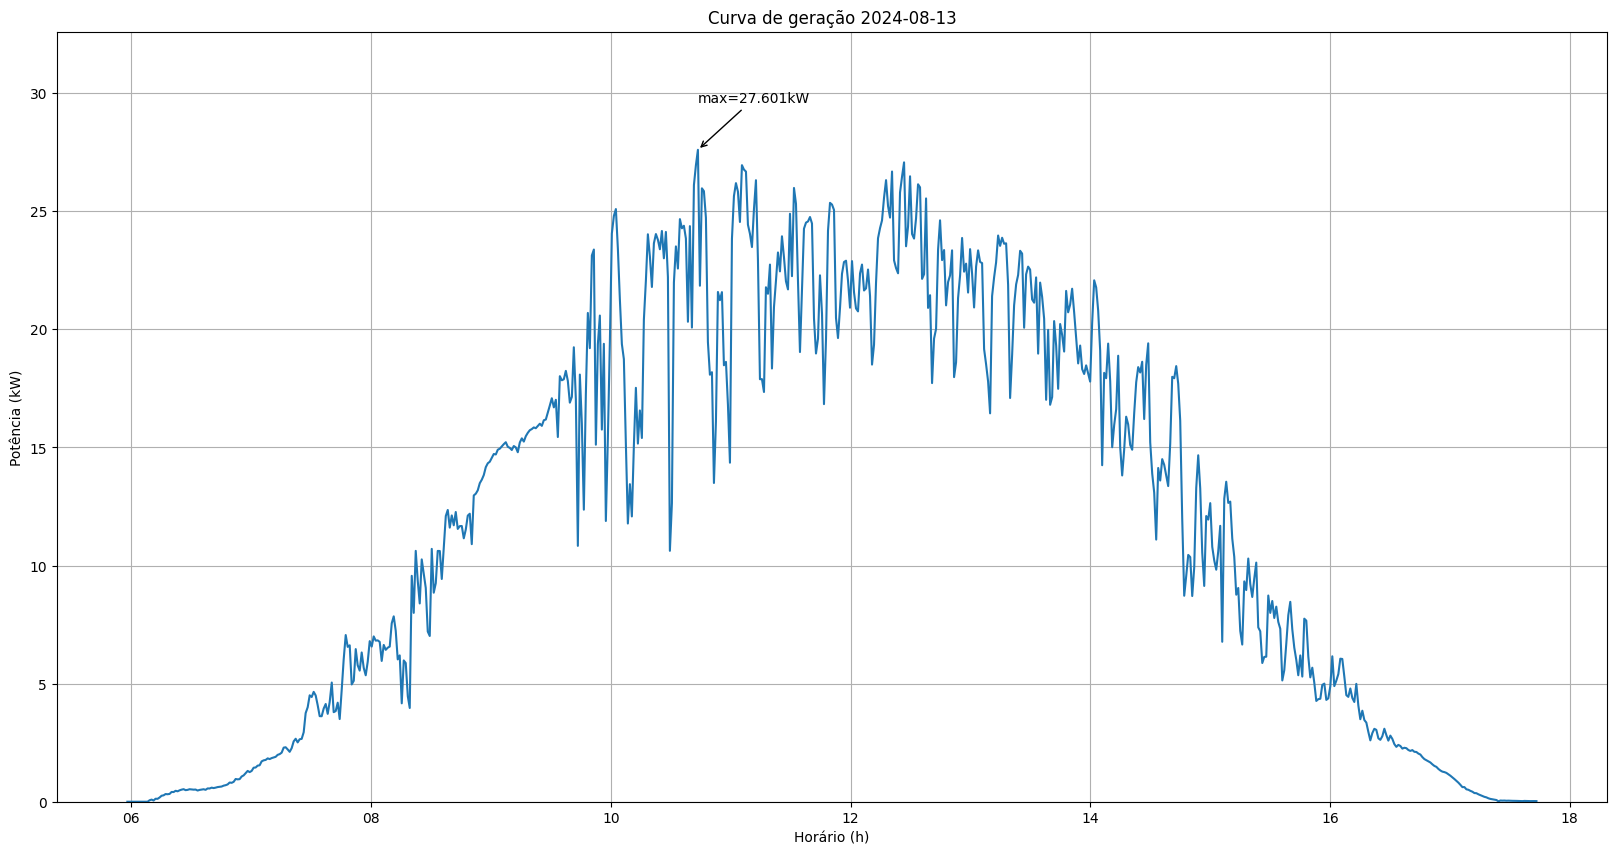 Curva de geração 2024-08-13
max=27.601kW
30
25
20
15
10
5
0
Potência (kW)
06 08 10 12 14 16 18
Horário (h)